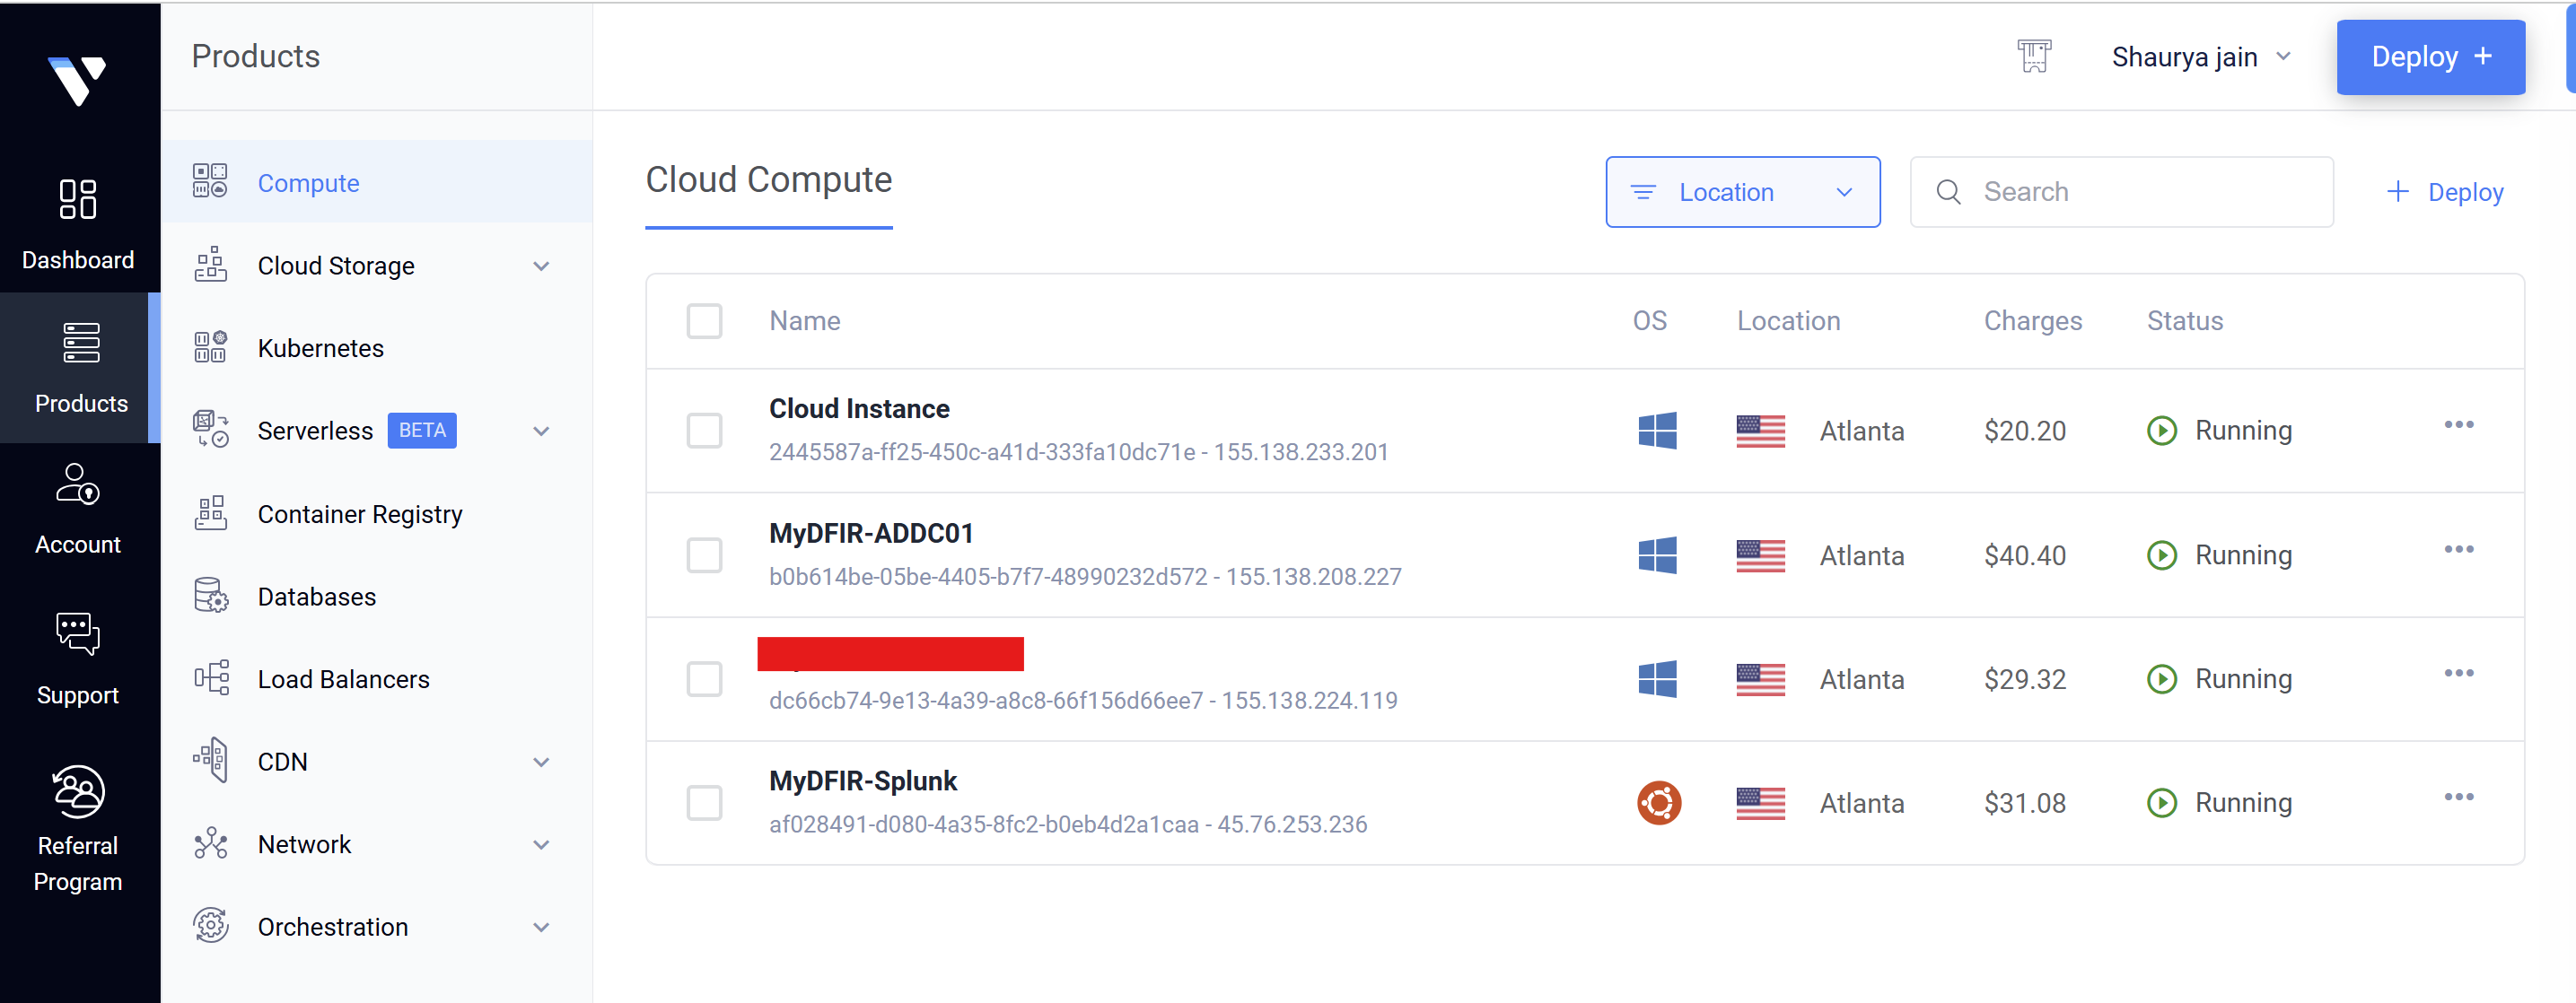 Products
Shaurya jain
Deploy +
Dashboard
Products
Account
Support
Referral
Program
Compute
Cloud Storage
Kubernetes
Serverless BETA
Container Registry
Databases
Load Balancers
CDN
Network
Orchestration
Cloud Compute
Location
Search
+ Deploy
Name OS Location Charges Status
Cloud Instance
2445587a-ff25-450c-a41d-333fa10dc71e - 155.138.233.201
Atlanta $20.20 Running
MyDFIR-ADDC01
b0b614be-05be-4405-b7f7-48990232d572 - 155.138.208.227
Atlanta $40.40 Running
dc66cb74-9e13-4a39-a8c8-66f156d66ee7 - 155.138.224.119
Atlanta $29.32 Running
MyDFIR-Splunk
af028491-d080-4a35-8fc2-b0eb4d2a1caa - 45.76.253.236
Atlanta $31.08 Running